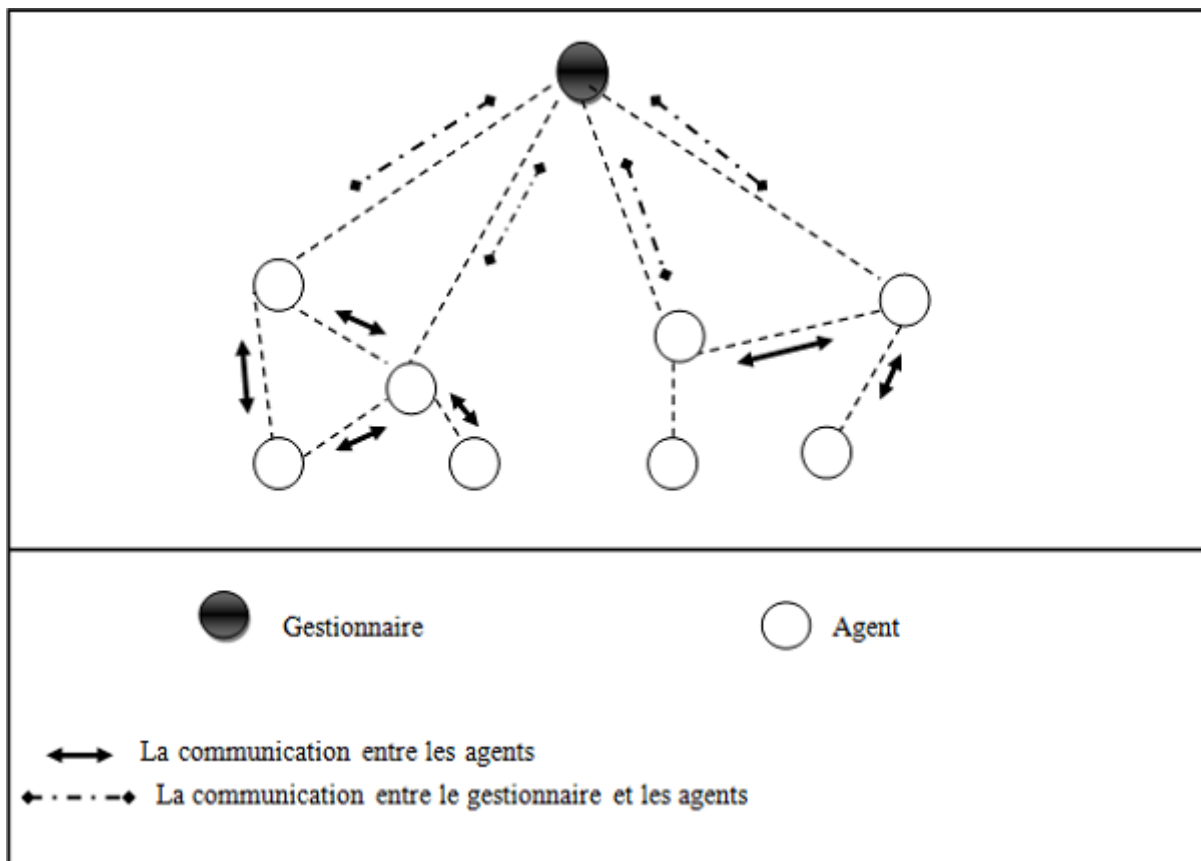 Gestionnaire
Agent
La communication entre les agents
La communication entre le gestionnaire et les agents